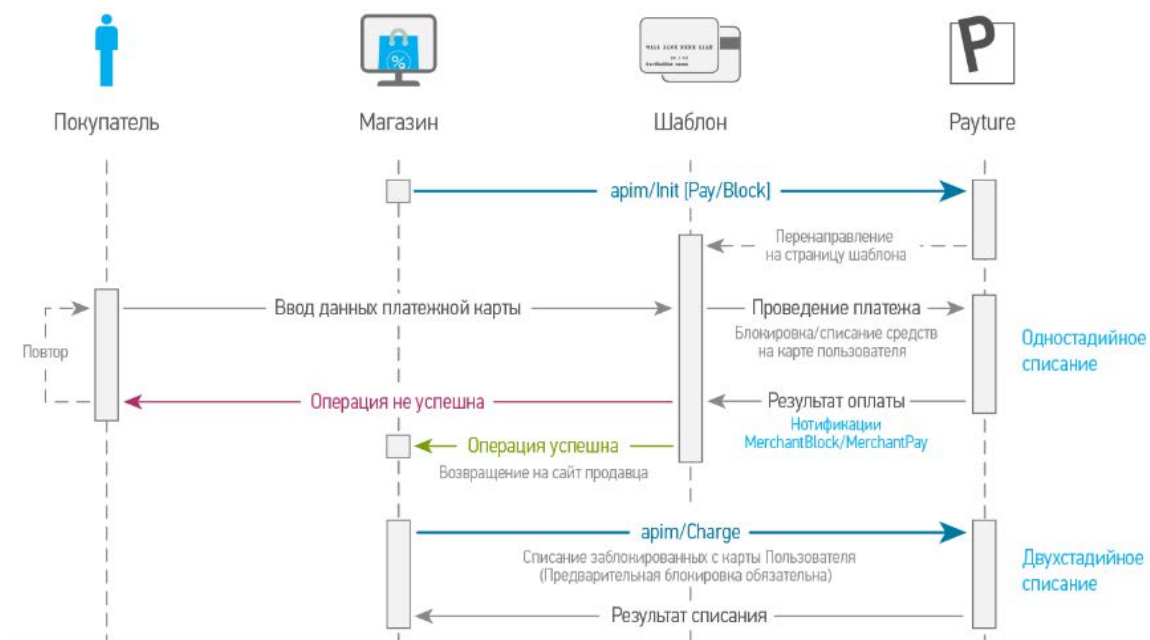 P
Покупатель
Магазин
Шаблон
Payture
apim/Init [Pay/Block]
Перенаправление
на страницу шаблона
Ввод данных платежной карты
Проведение платежа
Блокировка/списание средств
на карте пользователя
Одностадийное
списание
Повтор
Операция не успешна
Результат оплаты
Нотификации
MerchantBlock/MerchantPay
Операция успешна
Возвращение на сайт продавца
apim/Charge
Списание заблокированных с карты Пользователя
(Предварительная блокировка обязательна)
Двухстадийное
списание
Результат списания